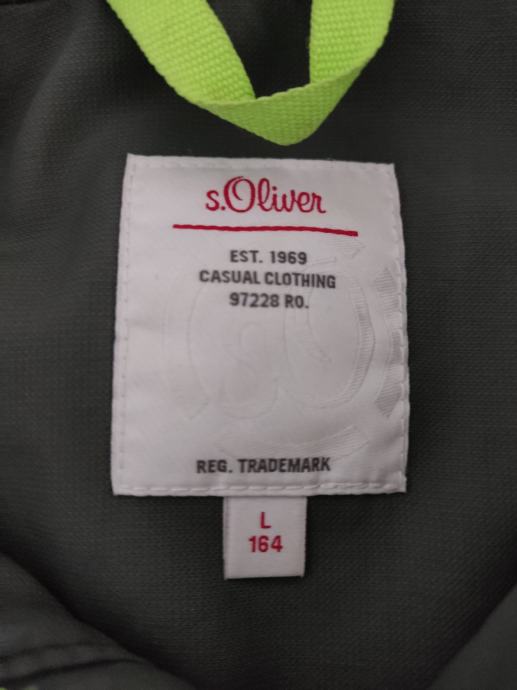 s.Oliver
EST. 1969
CASUAL CLOTHING
97228 RO.
REG. TRADEMARK
L
164